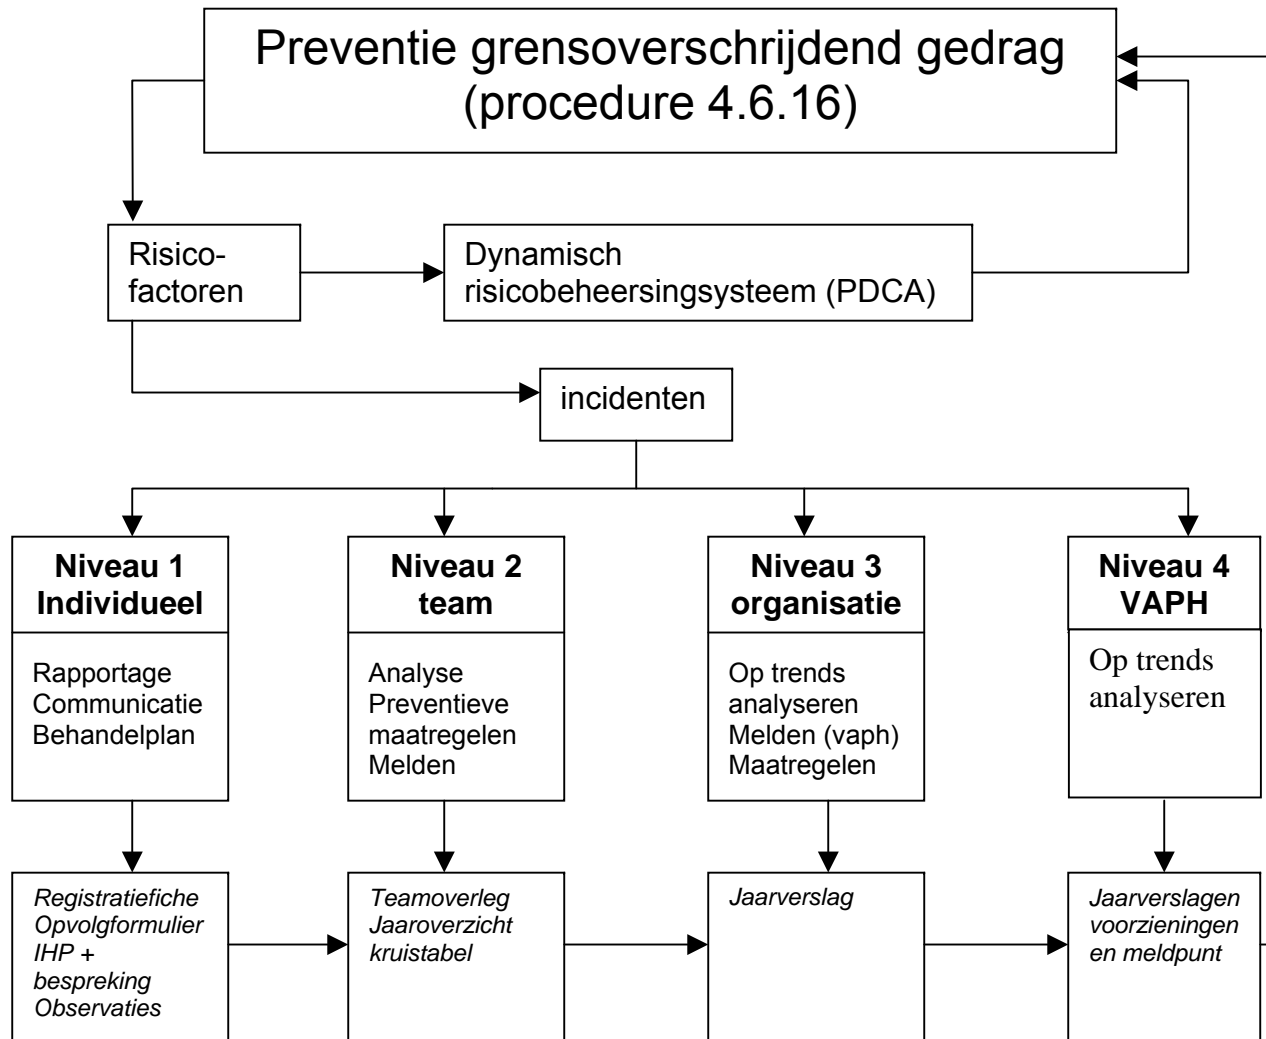 Preventie grensoverschrijdend gedrag
(procedure 4.6.16)
Risico-
factoren
Dynamisch
risicobeheersingsysteem (PDCA)
incidenten
Niveau 1
Individueel
Rapportage
Communicatie
Behandelplan
Niveau 2
team
Analyse
Preventieve
maatregelen
Melden
Niveau 3
organisatie
Op trends
analyseren
Melden (vaph)
Maatregelen
Niveau 4
VAPH
Op trends
analyseren
Registratiefiche
Opvolgformulier
IHP +
bespreking
Observaties
Teamoverleg
Jaaroverzicht
kruistabel
Jaarverslag
Jaarverslagen
voorzieningen
en meldpunt